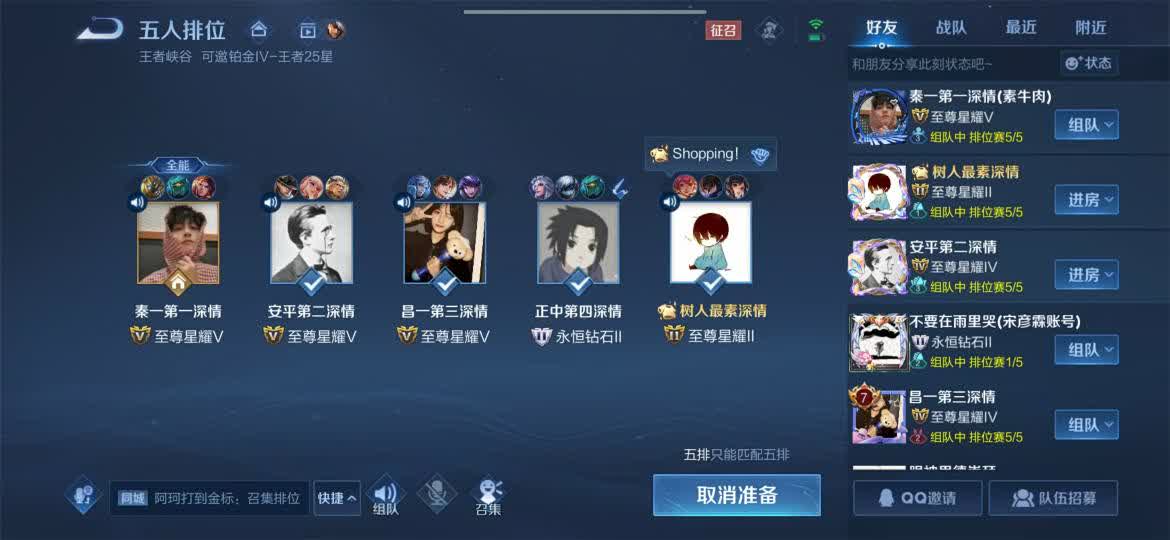 五人排位
王者峡谷 可邀铂金IV-王者25星
征召
全能
Shopping!
秦一第一深情
至尊星耀V
安平第二深情
至尊星耀V
昌一第三深情
至尊星耀V
正中第四深情
永恒钻石II
树人最素深情
至尊星耀II
五排只能匹配五排
取消准备
同城 阿珂打到金标，召集排位
快捷
组队
召集
好友 战队 最近 附近
和朋友分享此刻状态吧~
状态
秦一第一深情(素牛肉)
至尊星耀V
3 组队中 排位赛5/5
组队
树人最素深情
至尊星耀II
组队中 排位赛5/5
进房
安平第二深情
至尊星耀IV
组队中 排位赛5/5
进房
不要在雨里哭(宋彦霖账号)
永恒钻石II
2 组队中 排位赛1/5
组队
7
昌一第三深情
至尊星耀IV
2 组队中 排位赛5/5
组队
QQ邀请
队伍招募